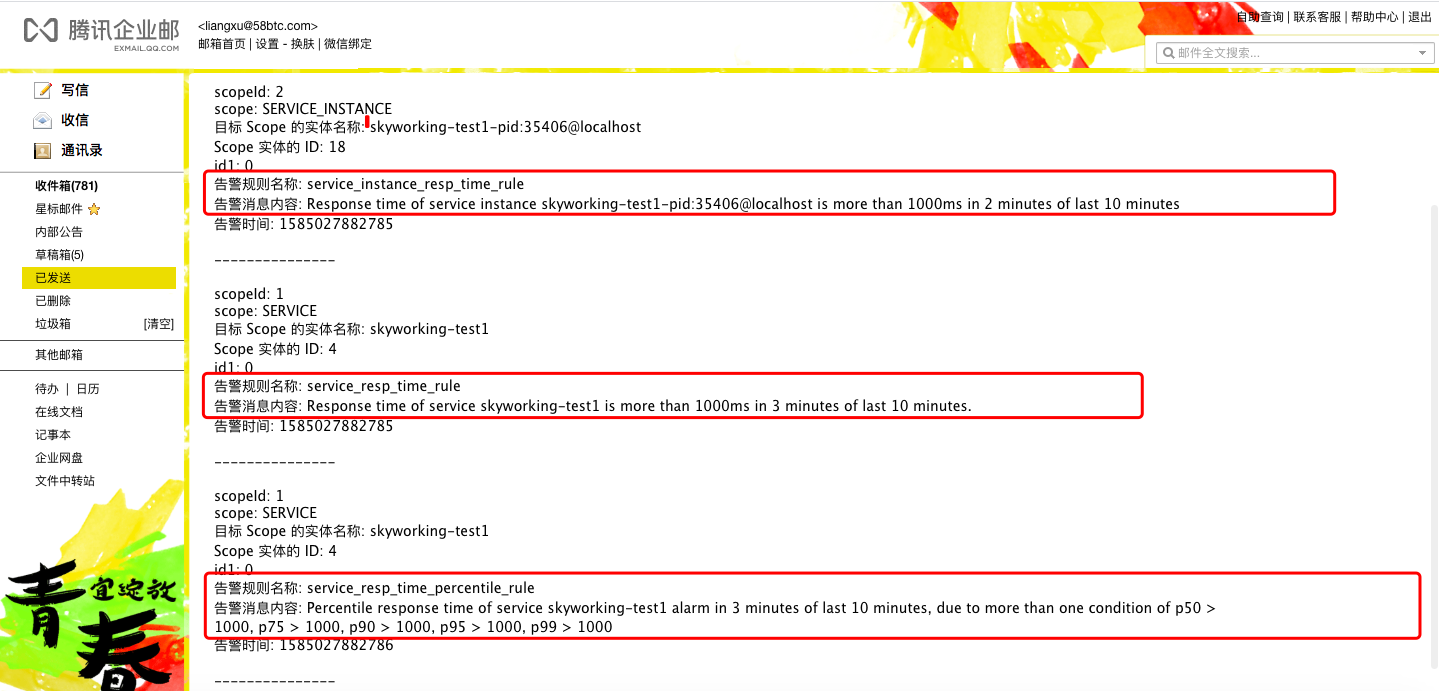 腾讯企业邮
EXMAIL.QQ.COM
<liangxu@58btc.com>
邮箱首页 | 设置 - 换肤 | 微信绑定
自助查询 | 联系客服 | 帮助中心 | 退出
邮件全文搜索...
写信
收信
通讯录
收件箱(781)
星标邮件
内部公告
草稿箱(5)
已发送
已删除
垃圾箱 [清空]
其他邮箱
待办 | 日历
在线文档
记事本
企业网盘
文件中转站
青春
宜绽放
scopeId: 2
scope: SERVICE_INSTANCE
目标 Scope 的实体名称: skyworking-test1-pid:35406@localhost
Scope 实体的 ID: 18
id1: 0
告警规则名称: service_instance_resp_time_rule
告警消息内容: Response time of service instance skyworking-test1-pid:35406@localhost is more than 1000ms in 2 minutes of last 10 minutes
告警时间: 1585027882785
---------------
scopeId: 1
scope: SERVICE
目标 Scope 的实体名称: skyworking-test1
Scope 实体的 ID: 4
id1: 0
告警规则名称: service_resp_time_rule
告警消息内容: Response time of service skyworking-test1 is more than 1000ms in 3 minutes of last 10 minutes.
告警时间: 1585027882785
---------------
scopeId: 1
scope: SERVICE
目标 Scope 的实体名称: skyworking-test1
Scope 实体的 ID: 4
id1: 0
告警规则名称: service_resp_time_percentile_rule
告警消息内容: Percentile response time of service skyworking-test1 alarm in 3 minutes of last 10 minutes, due to more than one condition of p50 >
1000, p75 > 1000, p90 > 1000, p95 > 1000, p99 > 1000
告警时间: 1585027882786
---------------